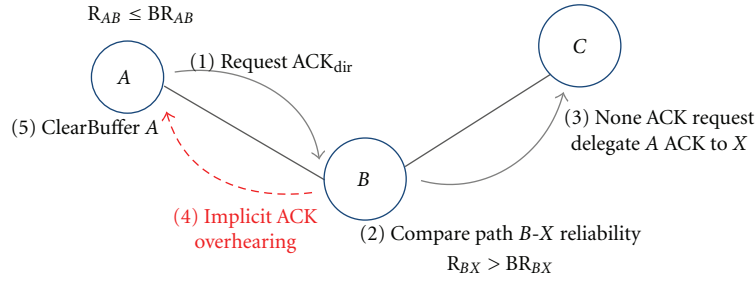 R_AB ≤ BR_AB
C
(1) Request ACK_dir
A
(3) None ACK request
delegate A ACK to X
(5) ClearBuffer A
B
(4) Implicit ACK
overhearing
(2) Compare path B-X reliability
R_BX > BR_BX